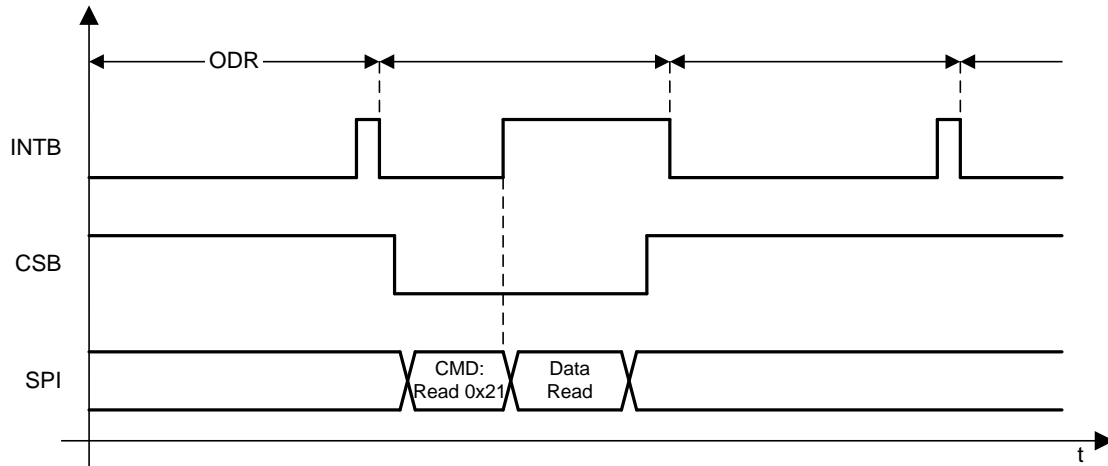 ODR
INTB
CSB
SPI
CMD:
Read 0x21
Data
Read
t